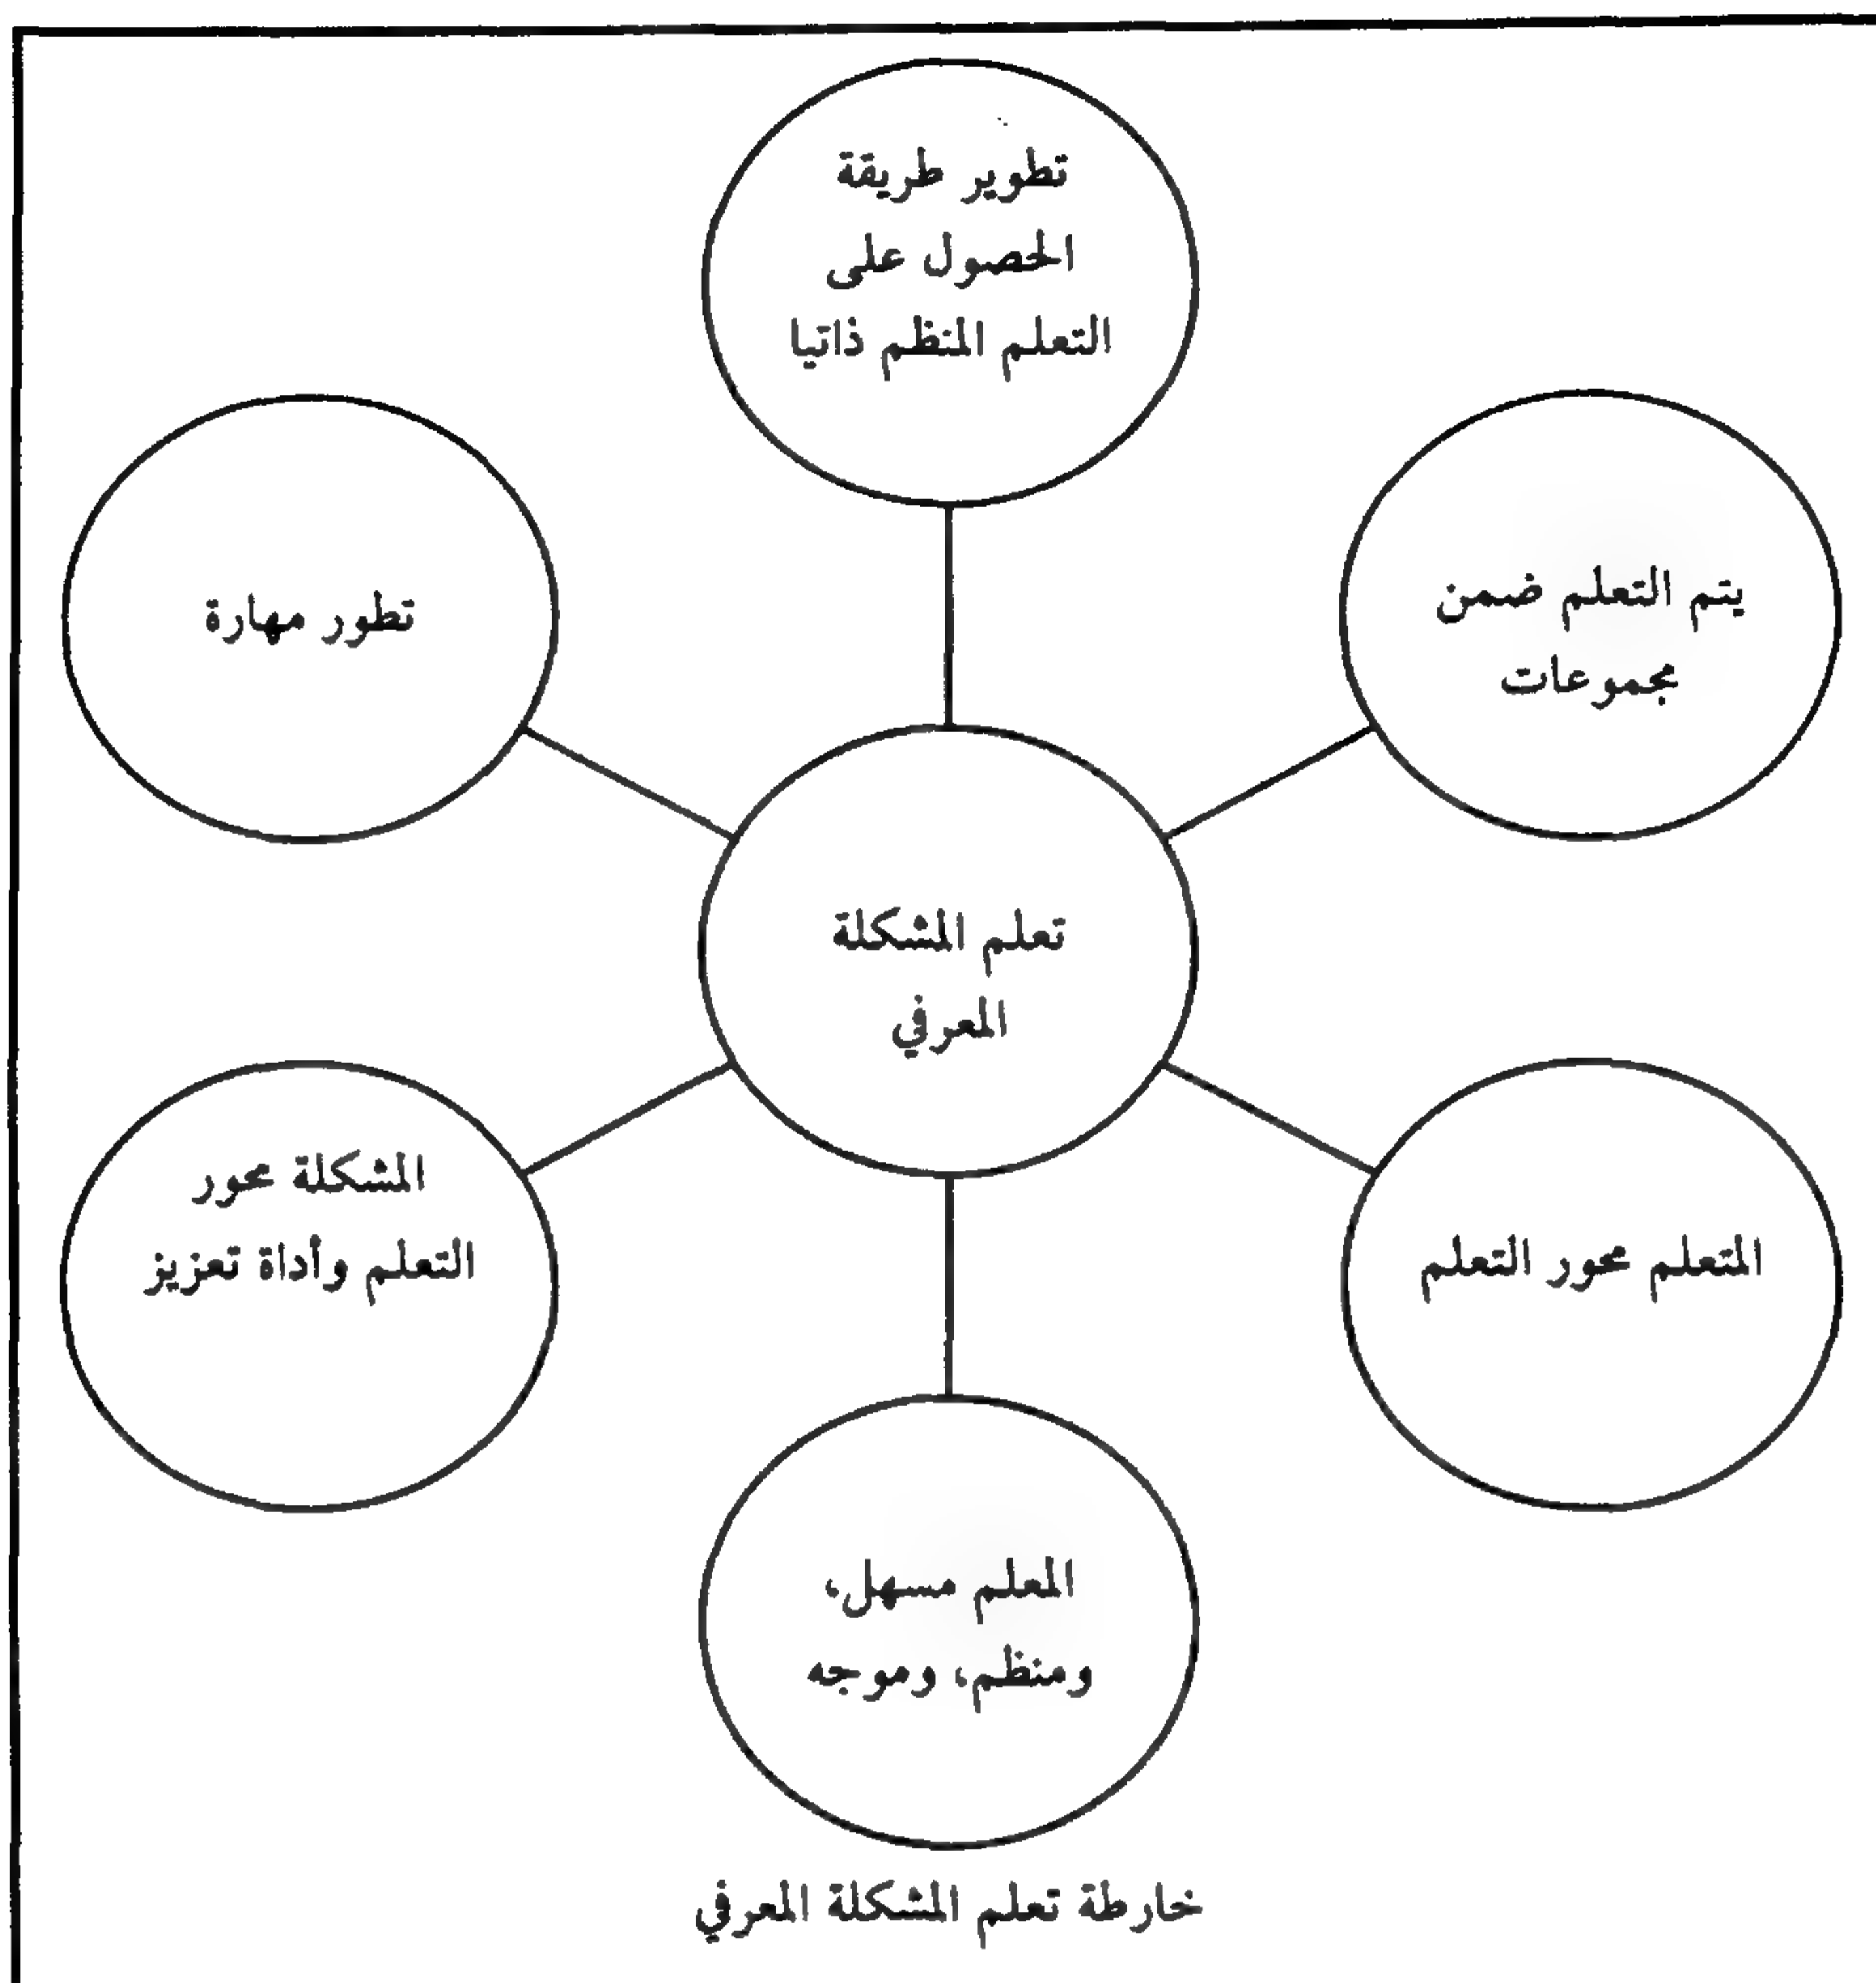 تطوير طريقة
الحصول على
التعلم المنظم ذاتيا
يتم التعلم ضمن
مجموعات
تطور مهارة
تعلم المشكلة
المعرفي
المتعلم محور التعلم
المشكلة محور
التعلم وأداة تعزيز
المعلم مسهل،
ومنظم، وموجه
خارطة تعلم المشكلة المعرفي